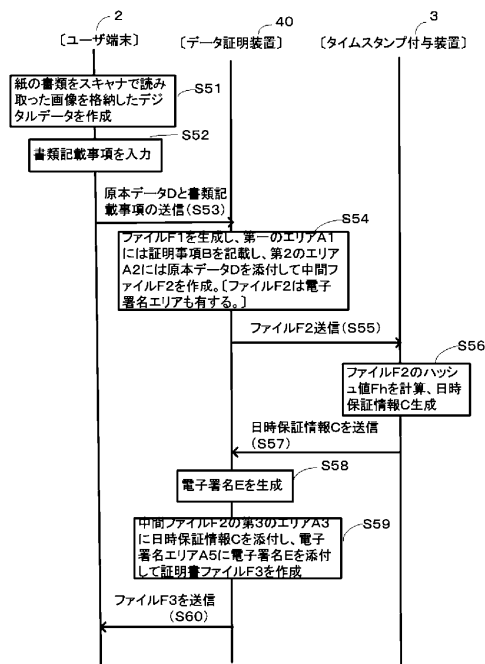 2
40
3
〔ユーザ端末〕
〔データ証明装置〕
〔タイムスタンプ付与装置〕
S51
紙の書類をスキャナで読み
取った画像を格納したデジ
タルデータを作成
S52
書類記載事項を入力
原本データDと書類記
載事項の送信(S53)
S54
ファイルF1を生成し、第一のエリアA1
には証明事項Bを記載し、第2のエリア
A2には原本データDを添付して中間フ
ァイルF2を作成。〔ファイルF2は電子
署名エリアも有する。〕
ファイルF2送信(S55)
S56
ファイルF2のハッシ
ュ値Fhを計算、日時
保証情報C生成
日時保証情報Cを送信
(S57)
S58
電子署名Eを生成
S59
中間ファイルF2の第3のエリアA3
に日時保証情報Cを添付し、電子
署名エリアA5に電子署名Eを添付
して証明書ファイルF3を作成
ファイルF3を送信
(S60)